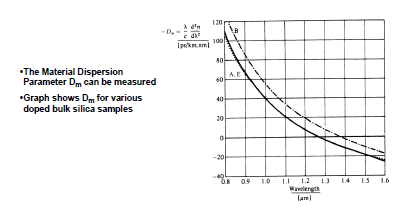 •The Material Dispersion
Parameter Dm can be measured
•Graph shows Dm for various
doped bulk silica samples
-Dm = - λ/c d²n/dλ²
[ps/km.nm]
120
100
80
60
40
20
0
-20
-40
B
A, E
0.8 0.9 1.0 1.1 1.2 1.3 1.4 1.5 1.6
Wavelength
[μm]